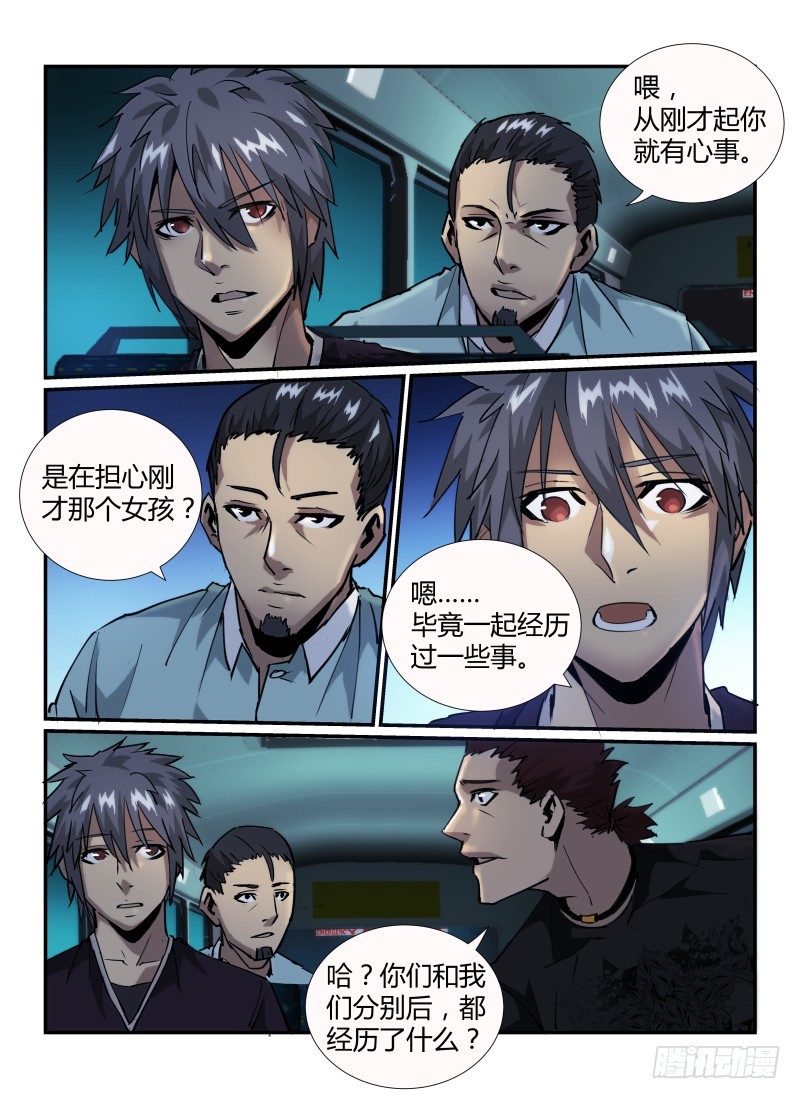 喂，
从刚才起你
就有心事。
EN
是在担心刚
才那个女孩？
嗯……
毕竟一起经历
过一些事。
EMERGENCY
哈？你们和我
们分别后，都
经历了什么？
腾讯动漫